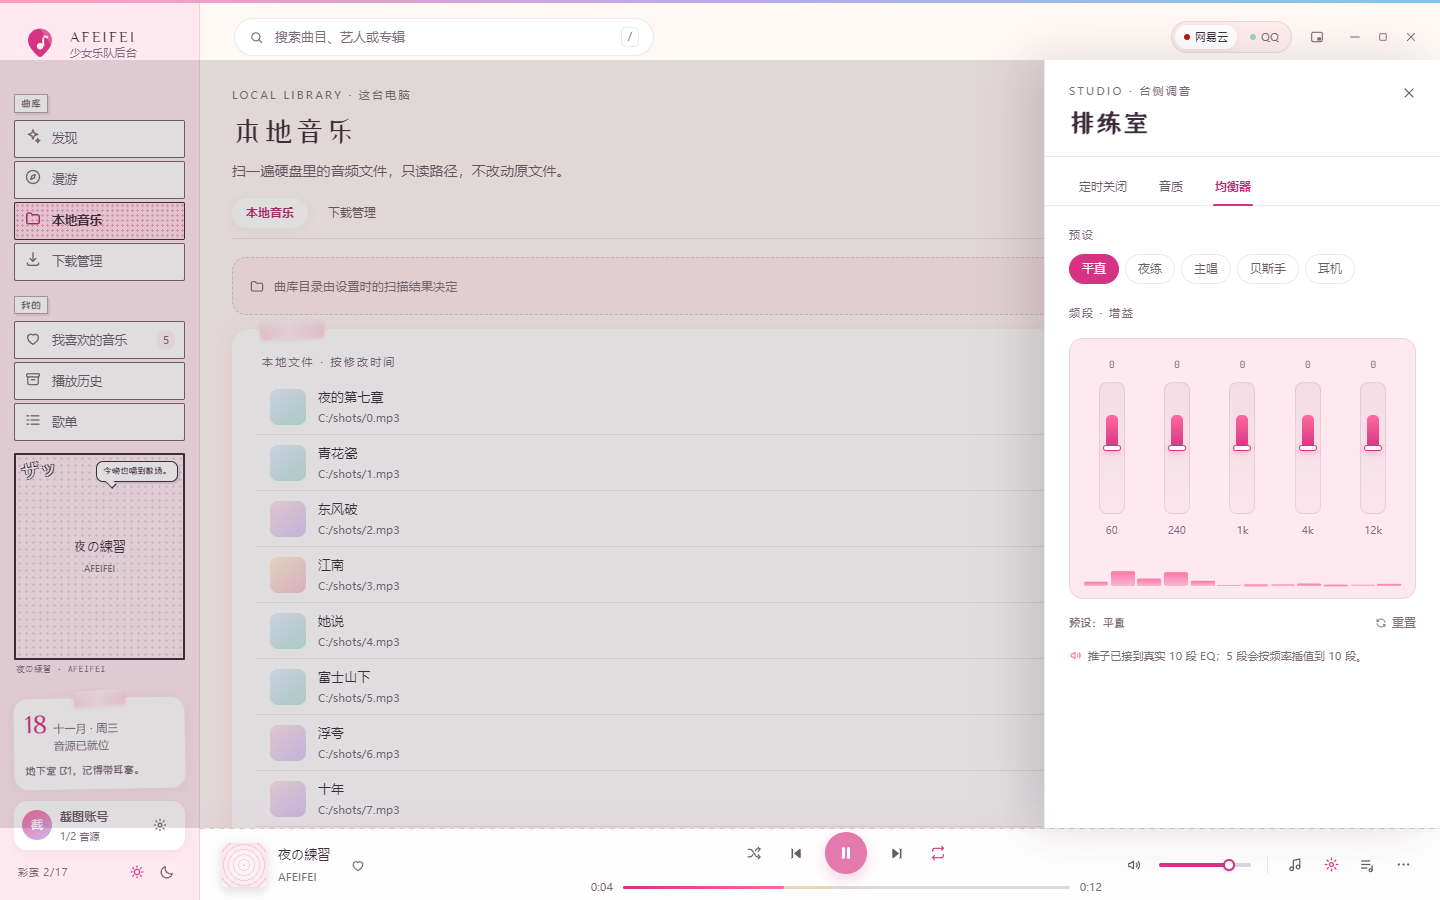 AFEIFEI
少女乐队后台
搜索曲目、艺人或专辑
/
网易云
QQ
曲库
发现
漫游
本地音乐
下载管理
我的
我喜欢的音乐
5
播放历史
歌单
ザッ
今晚也唱到散场。
夜の練習
AFEIFEI
夜の練習 · AFEIFEI
18
十一月 · 周三
音源已就位
地下室 B1，记得带耳塞。
截
截图账号
1/2 音源
彩蛋 2/17
LOCAL LIBRARY · 这台电脑
本地音乐
扫一遍硬盘里的音频文件，只读路径，不改动原文件。
本地音乐
下载管理
曲库目录由设置时的扫描结果决定
本地文件 · 按修改时间
夜的第七章
C:/shots/0.mp3
青花瓷
C:/shots/1.mp3
东风破
C:/shots/2.mp3
江南
C:/shots/3.mp3
她说
C:/shots/4.mp3
富士山下
C:/shots/5.mp3
浮夸
C:/shots/6.mp3
十年
C:/shots/7.mp3
STUDIO · 台侧调音
排练室
定时关闭
音质
均衡器
预设
平直
夜练
主唱
贝斯手
耳机
频段 · 增益
0 0 0 0 0
60 240 1k 4k 12k
预设：平直
重置
推子已接到真实 10 段 EQ；5 段会按频率插值到 10 段。
夜の練習
AFEIFEI
0:04
0:12